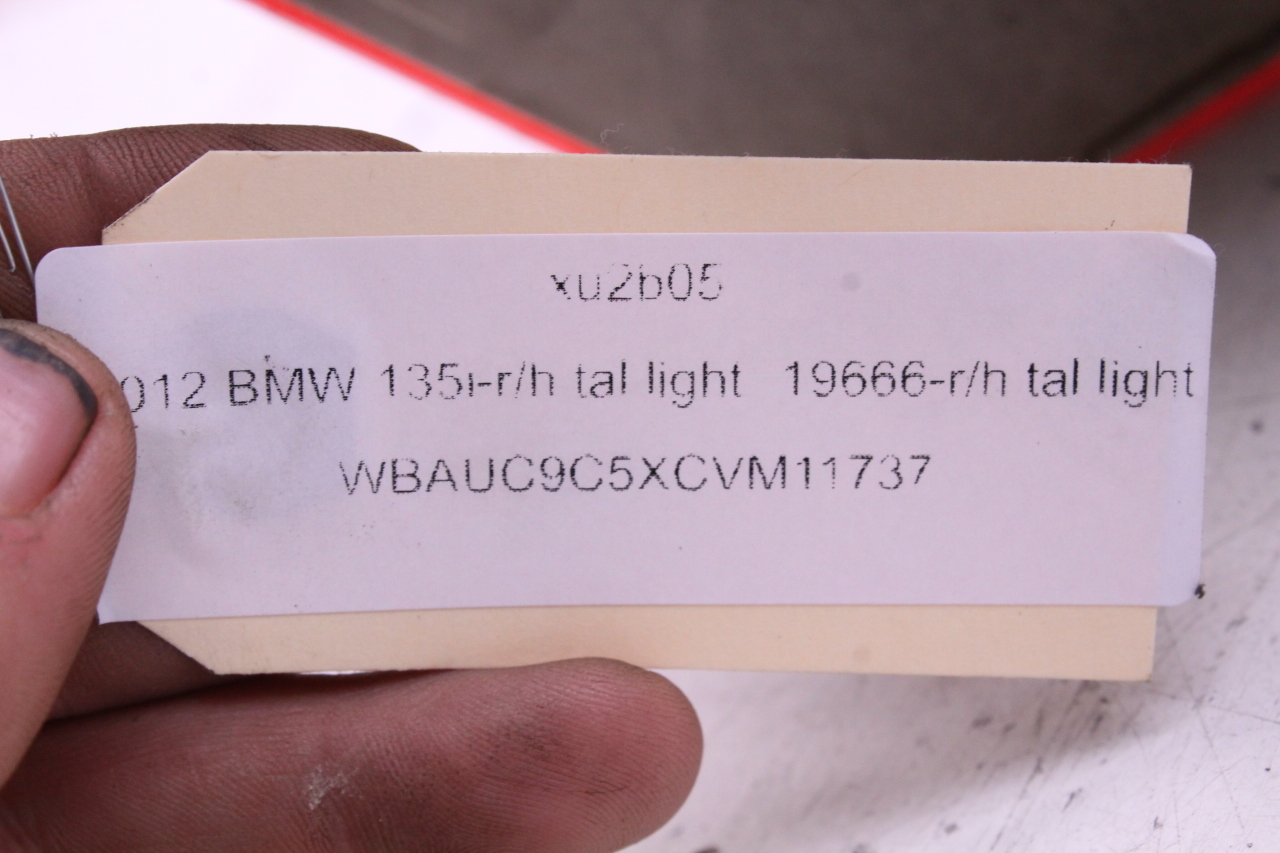 xu2b05
012 BMW 135i-r/h tal light 19666-r/h tal light
WBAUC9C5XCVM11737